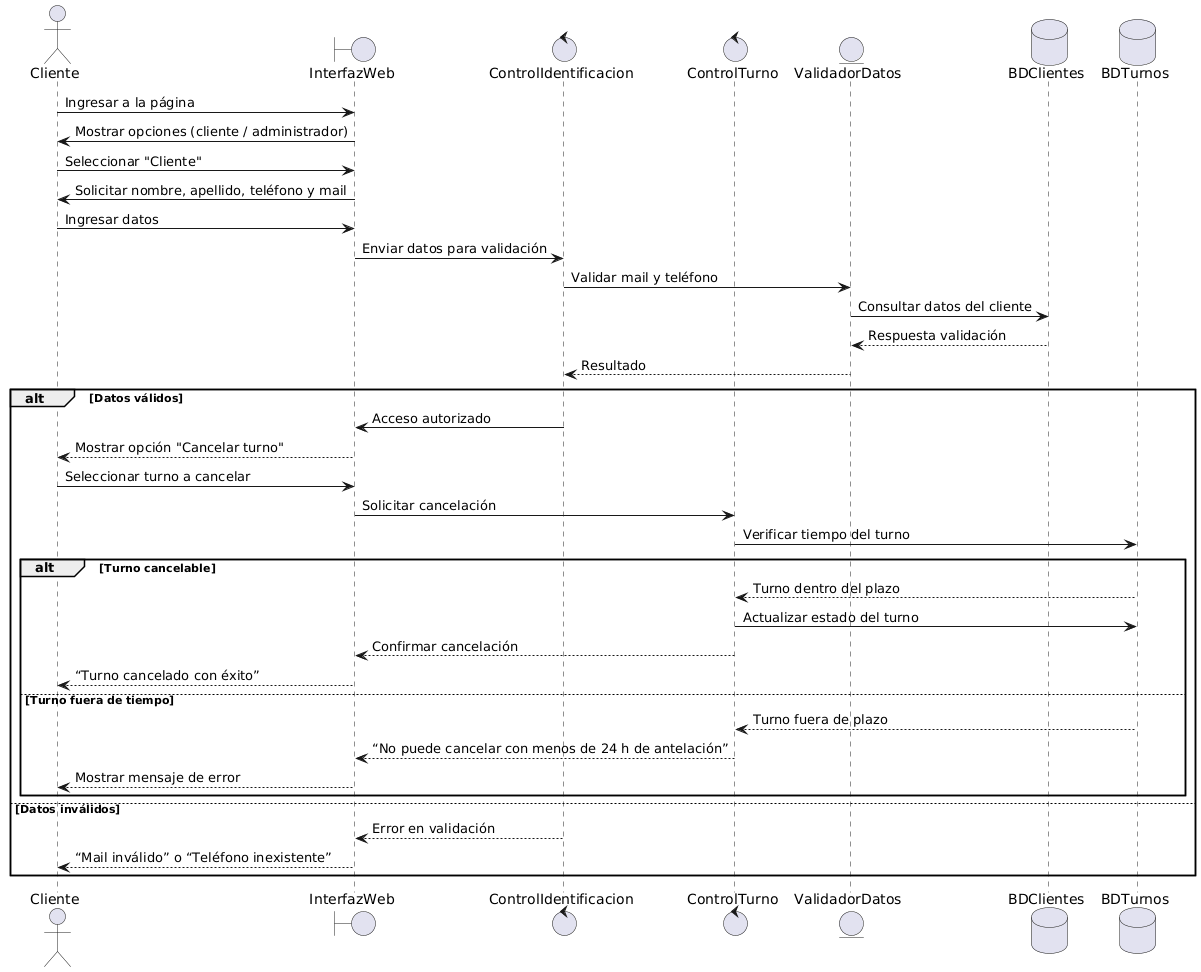 Cliente
InterfazWeb
ControlIdentificacion
ControlTurno
ValidadorDatos
BDClientes
BDTurnos
Ingresar a la página
Mostrar opciones (cliente / administrador)
Seleccionar "Cliente"
Solicitar nombre, apellido, teléfono y mail
Ingresar datos
Enviar datos para validación
Validar mail y teléfono
Consultar datos del cliente
Respuesta validación
Resultado
alt [Datos válidos]
Acceso autorizado
Mostrar opción "Cancelar turno"
Seleccionar turno a cancelar
Solicitar cancelación
Verificar tiempo del turno
alt [Turno cancelable]
Turno dentro del plazo
Actualizar estado del turno
Confirmar cancelación
“Turno cancelado con éxito”
[Turno fuera de tiempo]
Turno fuera de plazo
“No puede cancelar con menos de 24 h de antelación”
Mostrar mensaje de error
[Datos inválidos]
Error en validación
“Mail inválido” o “Teléfono inexistente”
Cliente
InterfazWeb
ControlIdentificacion
ControlTurno
ValidadorDatos
BDClientes
BDTurnos